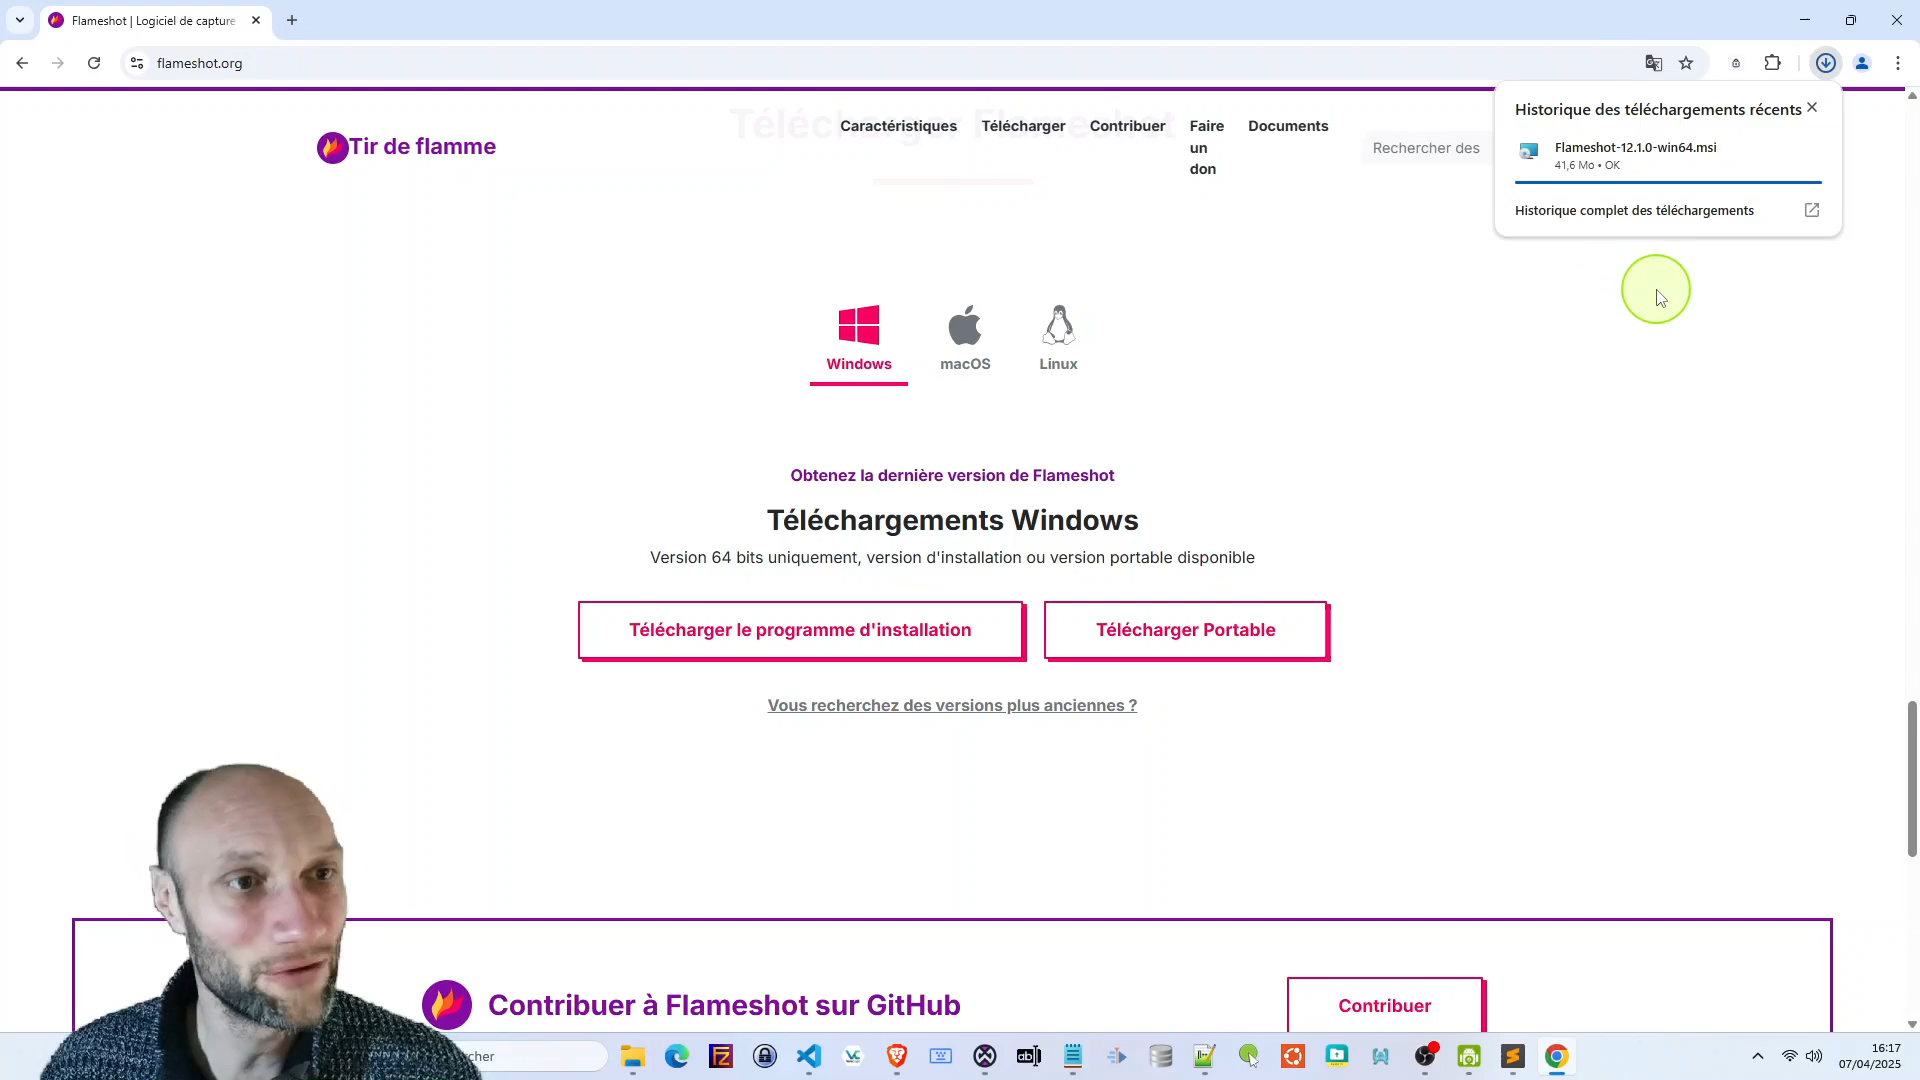 Flameshot | Logiciel de capture
flameshot.org
Historique des téléchargements récents
Flameshot-12.1.0-win64.msi
41,6 Mo • OK
Historique complet des téléchargements
Tir de flamme
Télécharger Flameshot
Caractéristiques
Télécharger
Contribuer
Faire
un
don
Documents
Rechercher des
Windows
macOS
Linux
Obtenez la dernière version de Flameshot
Téléchargements Windows
Version 64 bits uniquement, version d'installation ou version portable disponible
Télécharger le programme d'installation
Télécharger Portable
Vous recherchez des versions plus anciennes ?
Contribuer à Flameshot sur GitHub
Contribuer
cher
16:17
07/04/2025